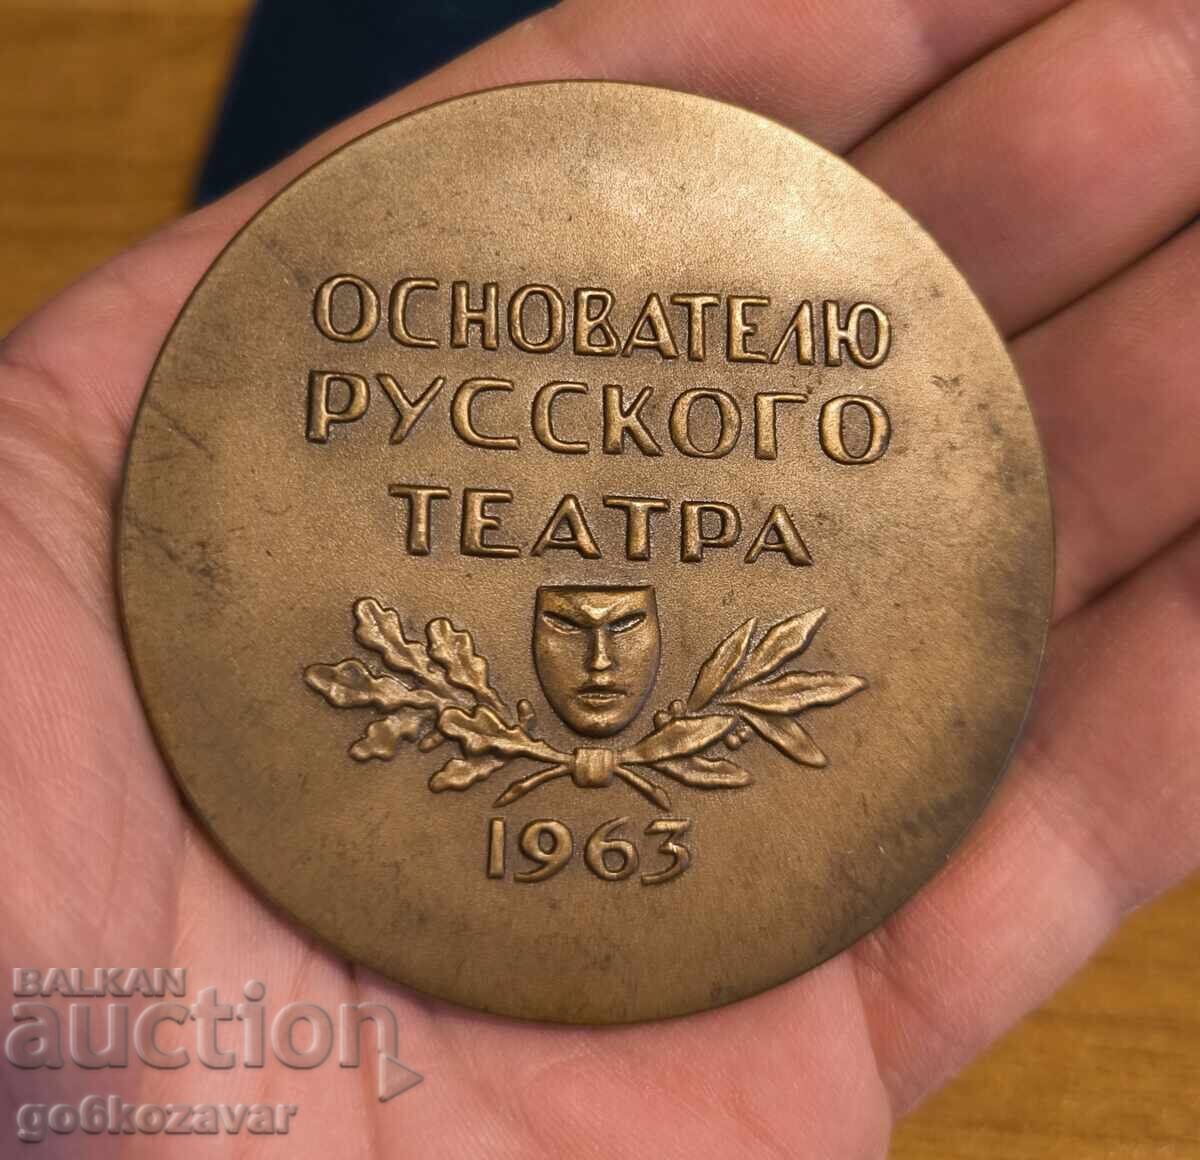 ОСНОВАТЕЛЮ
РУССКОГО
ТЕАТРА
1963
BALKAN
auction
go6kozavar